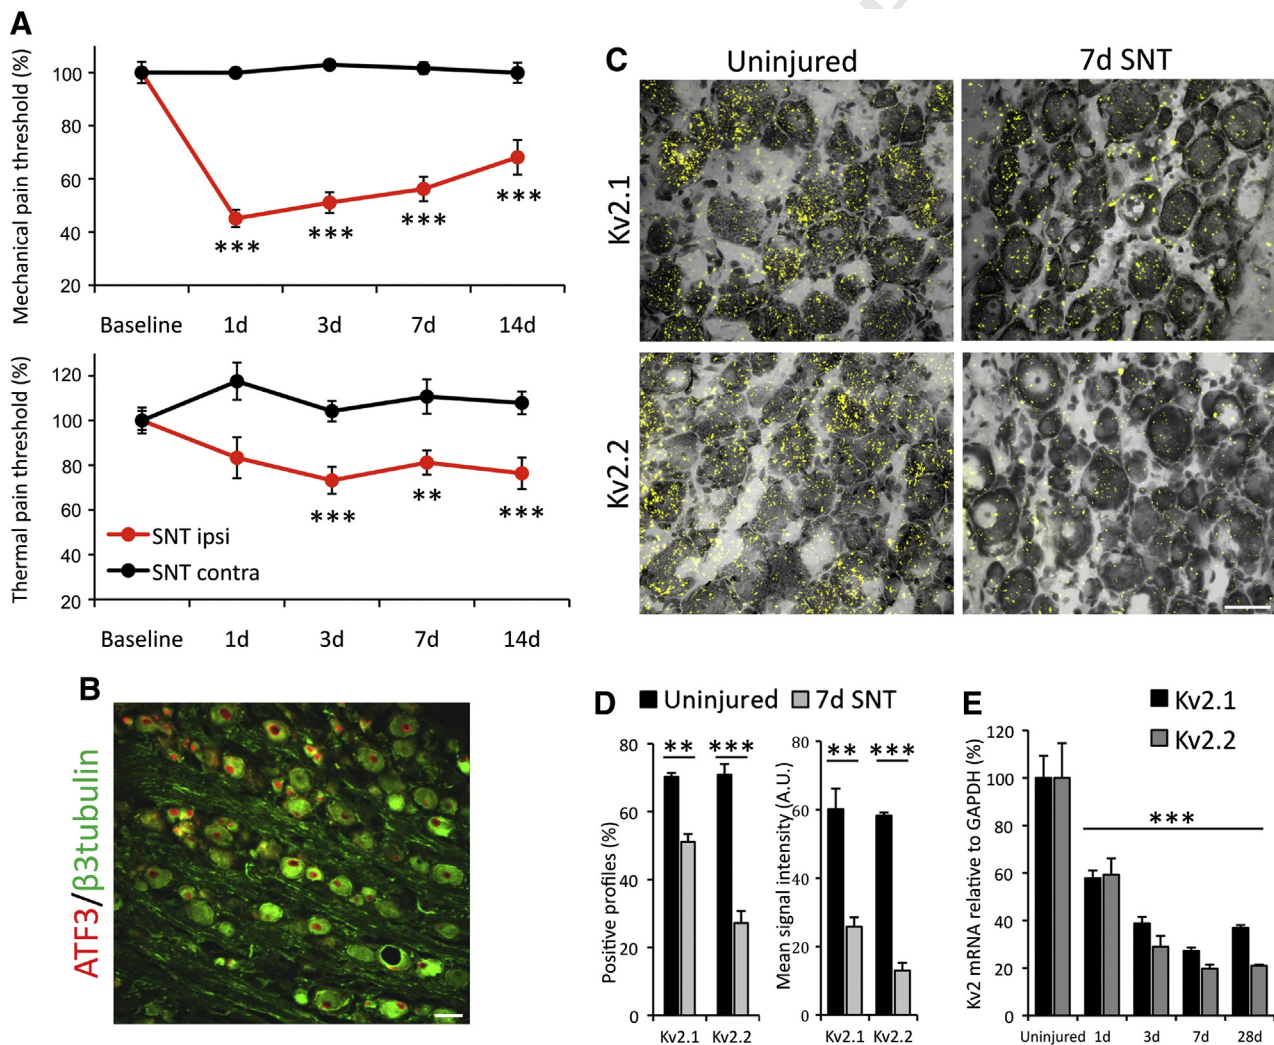 A
Mechanical pain threshold (%)
100
80
60
40
20
***
***
***
***
Baseline 1d 3d 7d 14d
Thermal pain threshold (%)
120
100
80
60
40
20
***
**
***
SNT ipsi
SNT contra
Baseline 1d 3d 7d 14d
B
ATF3/β3tubulin
C
Uninjured 7d SNT
Kv2.1
Kv2.2
D
Uninjured 7d SNT
Positive profiles (%)
80
60
40
20
0
** ***
Kv2.1 Kv2.2
Mean signal intensity (A.U.)
80
60
40
20
0
** ***
Kv2.1 Kv2.2
E
Kv2.1
Kv2.2
Kv2 mRNA relative to GAPDH (%)
120
100
80
60
40
20
0
***
Uninjured 1d 3d 7d 28d